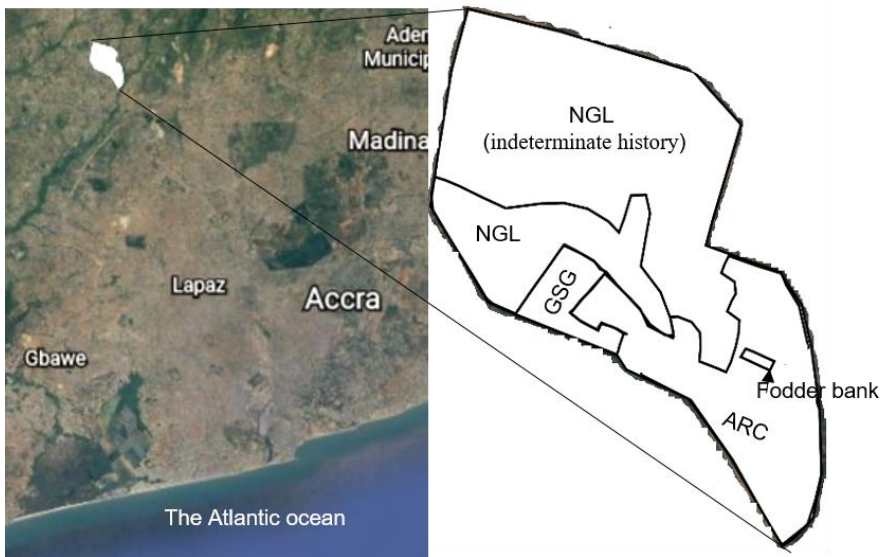 Aden
Municip
Madina
Lapaz
Accra
Gbawe
The Atlantic ocean
NGL
(indeterminate history)
NGL
GSG
Fodder bank
ARC